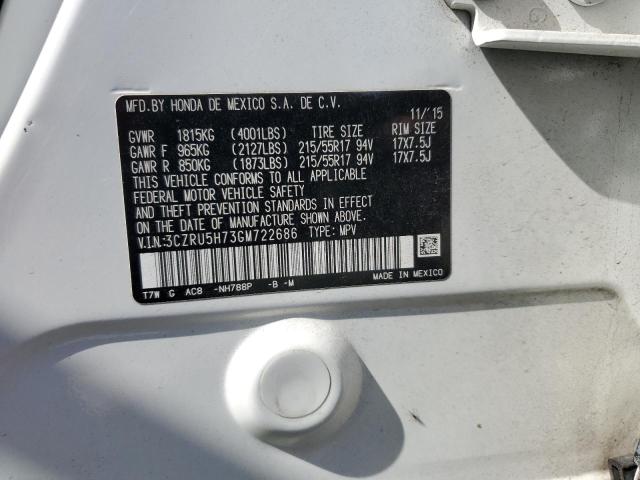 MFD.BY HONDA DE MEXICO S.A. DE C.V. 11/'15
GVWR 1815KG (4001LBS) TIRE SIZE RIM SIZE
GAWR F 965KG (2127LBS) 215/55R17 94V 17X7.5J
GAWR R 850KG (1873LBS) 215/55R17 94V 17X7.5J
THIS VEHICLE CONFORMS TO ALL APPLICABLE
FEDERAL MOTOR VEHICLE SAFETY
AND THEFT PREVENTION STANDARDS IN EFFECT
ON THE DATE OF MANUFACTURE SHOWN ABOVE.
V.I.N.:3CZRU5H73GM722686 TYPE: MPV
T7W G AC8 -NH788P -B -M MADE IN MEXICO